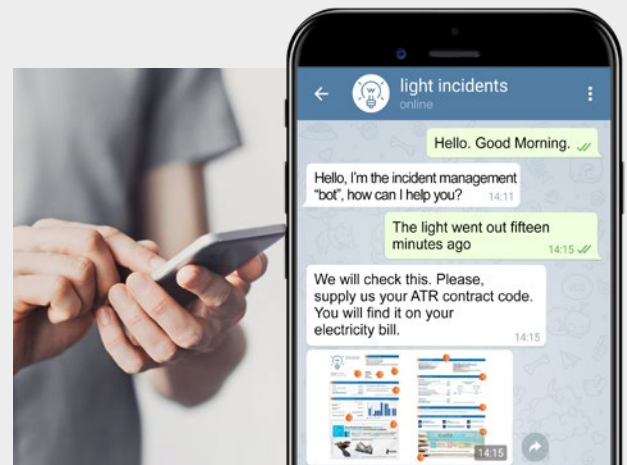 light incidents
online
Hello. Good Morning.
Hello, I'm the incident management
"bot", how can I help you? 14:11
The light went out fifteen
minutes ago 14:15
We will check this. Please,
supply us your ATR contract code.
You will find it on your
electricity bill. 14:15
14:15